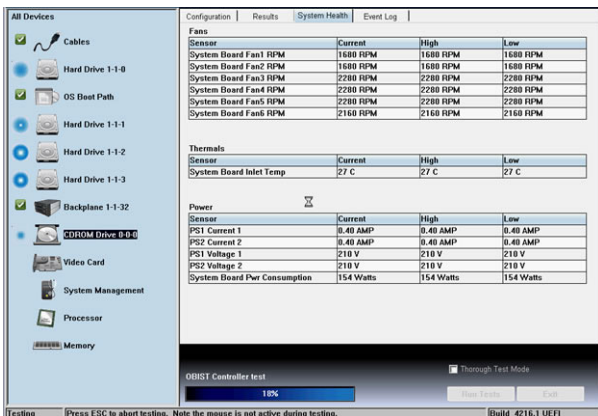 All Devices
Cables
Hard Drive 1-1-0
OS Boot Path
Hard Drive 1-1-1
Hard Drive 1-1-2
Hard Drive 1-1-3
Backplane 1-1-32
CDROM Drive 0-0-0
Video Card
System Management
Processor
Memory
Configuration Results System Health Event Log
Fans
Sensor Current High Low
System Board Fan1 RPM 1680 RPM 1680 RPM 1680 RPM
System Board Fan2 RPM 1680 RPM 1680 RPM 1680 RPM
System Board Fan3 RPM 2280 RPM 2280 RPM 2280 RPM
System Board Fan4 RPM 2280 RPM 2280 RPM 2280 RPM
System Board Fan5 RPM 2280 RPM 2280 RPM 2280 RPM
System Board Fan6 RPM 2160 RPM 2160 RPM 2160 RPM
Thermals
Sensor Current High Low
System Board Inlet Temp 27 C 27 C 27 C
Power
Sensor Current High Low
PS1 Current 1 0.40 AMP 0.40 AMP 0.40 AMP
PS2 Current 2 0.40 AMP 0.40 AMP 0.40 AMP
PS1 Voltage 1 210 V 210 V 210 V
PS2 Voltage 2 210 V 210 V 210 V
System Board Pwr Consumption 154 Watts 154 Watts 154 Watts
OBIST Controller test
Thorough Test Mode
18%
Run Tests Exit
Testing Press ESC to abort testing. Note the mouse is not active during testing. Build 4216.1 UEFI